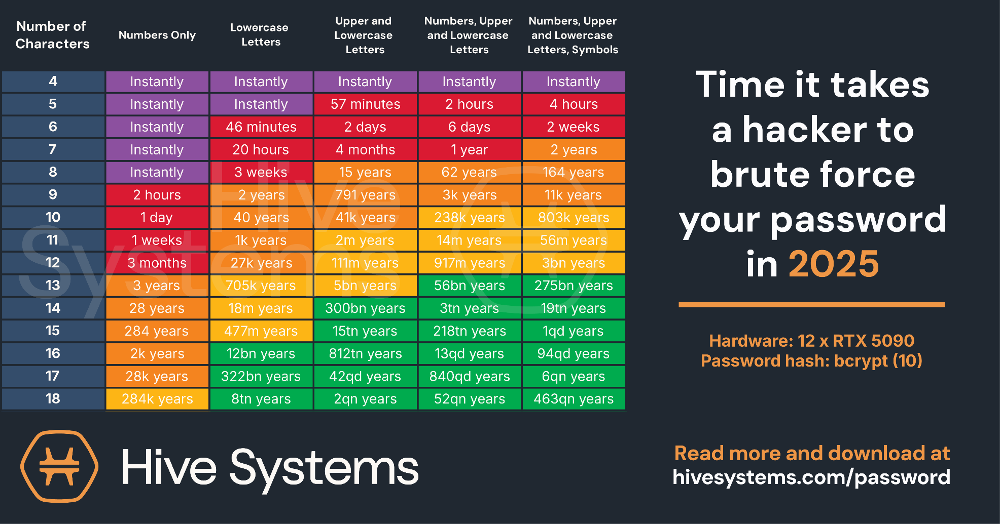 Number of
Characters
Numbers Only
Lowercase
Letters
Upper and
Lowercase
Letters
Numbers, Upper
and Lowercase
Letters
Numbers, Upper
and Lowercase
Letters, Symbols
4 Instantly Instantly Instantly Instantly Instantly
5 Instantly Instantly 57 minutes 2 hours 4 hours
6 Instantly 46 minutes 2 days 6 days 2 weeks
7 Instantly 20 hours 4 months 1 year 2 years
8 Instantly 3 weeks 15 years 62 years 164 years
9 2 hours 2 years 791 years 3k years 11k years
10 1 day 40 years 41k years 238k years 803k years
11 1 weeks 1k years 2m years 14m years 56m years
12 3 months 27k years 111m years 917m years 3bn years
13 3 years 705k years 5bn years 56bn years 275bn years
14 28 years 18m years 300bn years 3tn years 19tn years
15 284 years 477m years 15tn years 218tn years 1qd years
16 2k years 12bn years 812tn years 13qd years 94qd years
17 28k years 322bn years 42qd years 840qd years 6qn years
18 284k years 8tn years 2qn years 52qn years 463qn years
Hive
Systems
Hive Systems
Time it takes
a hacker to
brute force
your password
in 2025
Hardware: 12 x RTX 5090
Password hash: bcrypt (10)
Read more and download at
hivesystems.com/password